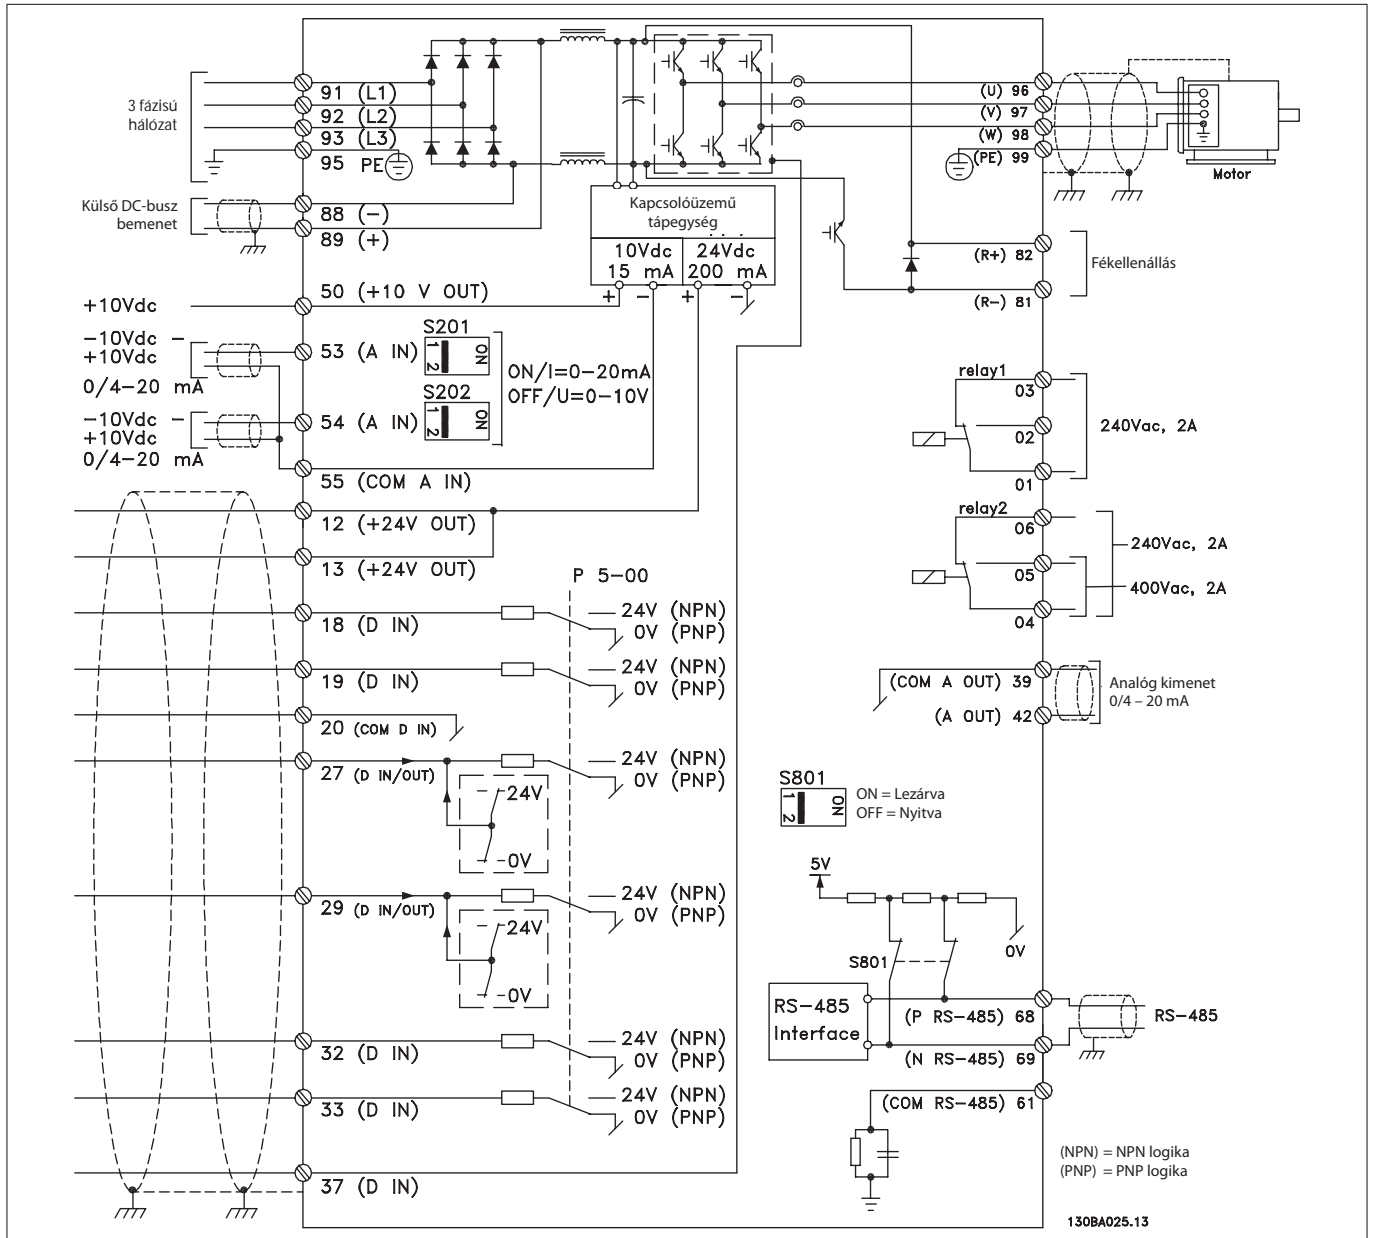 3 fázisú
hálózat
91 (L1)
92 (L2)
93 (L3)
95 PE
Külső DC-busz
bemenet
88 (−)
89 (+)
Kapcsolóüzemű
tápegység
10Vdc
15 mA
24Vdc
200 mA
+ − + −
(U) 96
(V) 97
(W) 98
(PE) 99
Motor
(R+) 82
(R−) 81
Fékellenállás
+10Vdc
50 (+10 V OUT)
−10Vdc −
+10Vdc
0/4−20 mA
53 (A IN)
S201
1 2
ON
ON/I=0−20mA
OFF/U=0−10V
−10Vdc −
+10Vdc
0/4−20 mA
54 (A IN)
S202
1 2
ON
55 (COM A IN)
12 (+24V OUT)
13 (+24V OUT)
P 5-00
18 (D IN)
24V (NPN)
0V (PNP)
19 (D IN)
24V (NPN)
0V (PNP)
20 (COM D IN)
27 (D IN/OUT)
24V (NPN)
0V (PNP)
24V
0V
29 (D IN/OUT)
24V (NPN)
0V (PNP)
24V
0V
32 (D IN)
24V (NPN)
0V (PNP)
33 (D IN)
24V (NPN)
0V (PNP)
37 (D IN)
relay1
03
02
01
240Vac, 2A
relay2
06
05
04
240Vac, 2A
400Vac, 2A
(COM A OUT) 39
(A OUT) 42
Analóg kimenet
0/4 – 20 mA
S801
1 2
ON
ON = Lezárva
OFF = Nyitva
5V
0V
S801
RS−485
Interface
(P RS−485) 68
(N RS−485) 69
RS−485
(COM RS−485) 61
(NPN) = NPN logika
(PNP) = PNP logika
130BA025.13